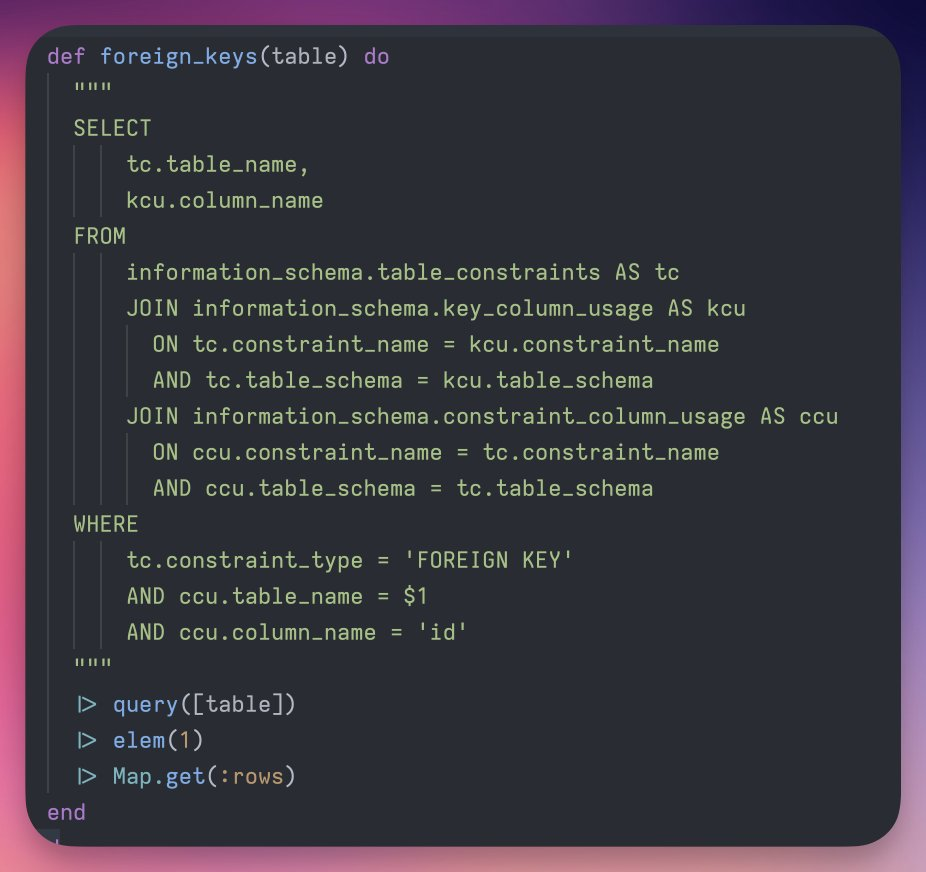 def foreign_keys(table) do
"""
SELECT
tc.table_name,
kcu.column_name
FROM
information_schema.table_constraints AS tc
JOIN information_schema.key_column_usage AS kcu
ON tc.constraint_name = kcu.constraint_name
AND tc.table_schema = kcu.table_schema
JOIN information_schema.constraint_column_usage AS ccu
ON ccu.constraint_name = tc.constraint_name
AND ccu.table_schema = tc.table_schema
WHERE
tc.constraint_type = 'FOREIGN KEY'
AND ccu.table_name = $1
AND ccu.column_name = 'id'
"""
|> query([table])
|> elem(1)
|> Map.get(:rows)
end